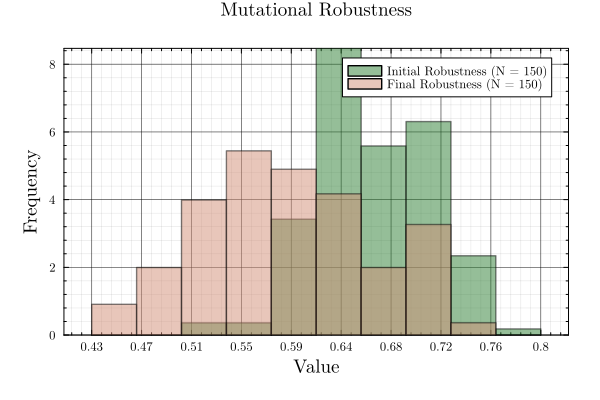 Mutational Robustness
Initial Robustness (N = 150)
Final Robustness (N = 150)
Frequency
8
6
4
2
0
0.43 0.47 0.51 0.55 0.59 0.64 0.68 0.72 0.76 0.8
Value